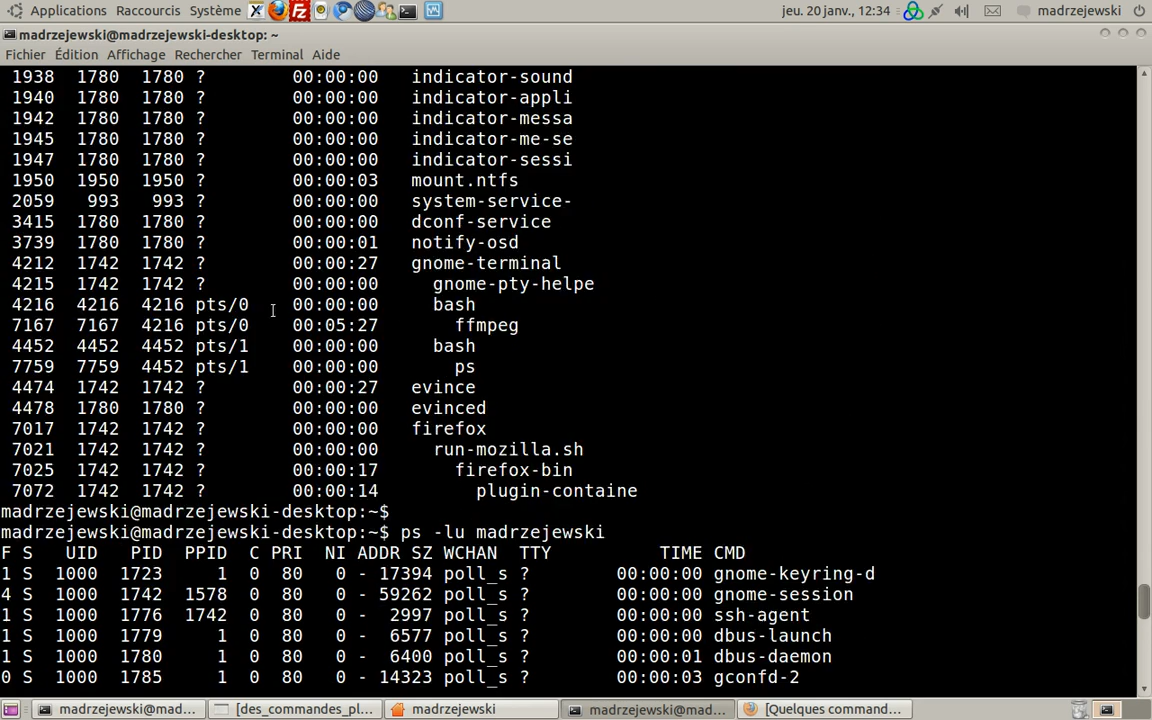 Applications Raccourcis Système jeu. 20 janv., 12:34 madrzejewski
madrzejewski@madrzejewski-desktop: ~
Fichier Édition Affichage Rechercher Terminal Aide
1938 1780 1780 ? 00:00:00 indicator-sound
1940 1780 1780 ? 00:00:00 indicator-appli
1942 1780 1780 ? 00:00:00 indicator-messa
1945 1780 1780 ? 00:00:00 indicator-me-se
1947 1780 1780 ? 00:00:00 indicator-sessi
1950 1950 1950 ? 00:00:03 mount.ntfs
2059 993 993 ? 00:00:00 system-service-
3415 1780 1780 ? 00:00:00 dconf-service
3739 1780 1780 ? 00:00:01 notify-osd
4212 1742 1742 ? 00:00:27 gnome-terminal
4215 1742 1742 ? 00:00:00 gnome-pty-helpe
4216 4216 4216 pts/0 00:00:00 bash
7167 7167 4216 pts/0 00:05:27 ffmpeg
4452 4452 4452 pts/1 00:00:00 bash
7759 7759 4452 pts/1 00:00:00 ps
4474 1742 1742 ? 00:00:27 evince
4478 1780 1780 ? 00:00:00 evinced
7017 1742 1742 ? 00:00:00 firefox
7021 1742 1742 ? 00:00:00 run-mozilla.sh
7025 1742 1742 ? 00:00:17 firefox-bin
7072 1742 1742 ? 00:00:14 plugin-containe
madrzejewski@madrzejewski-desktop:~$
madrzejewski@madrzejewski-desktop:~$ ps -lu madrzejewski
F S UID PID PPID C PRI NI ADDR SZ WCHAN TTY TIME CMD
1 S 1000 1723 1 0 80 0 - 17394 poll_s ? 00:00:00 gnome-keyring-d
4 S 1000 1742 1578 0 80 0 - 59262 poll_s ? 00:00:00 gnome-session
1 S 1000 1776 1742 0 80 0 - 2997 poll_s ? 00:00:00 ssh-agent
1 S 1000 1779 1 0 80 0 - 6577 poll_s ? 00:00:00 dbus-launch
1 S 1000 1780 1 0 80 0 - 6400 poll_s ? 00:00:01 dbus-daemon
0 S 1000 1785 1 0 80 0 - 14323 poll_s ? 00:00:03 gconfd-2
madrzejewski@mad... [des_commandes_pl... madrzejewski madrzejewski@mad... [Quelques command...